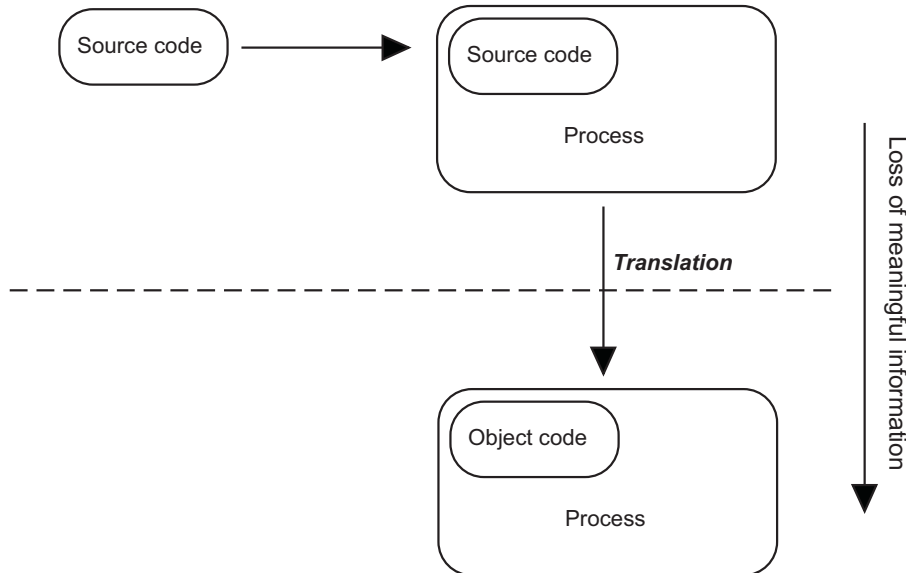 Source code
Source code
Process
Translation
Loss of meaningful information
Object code
Process